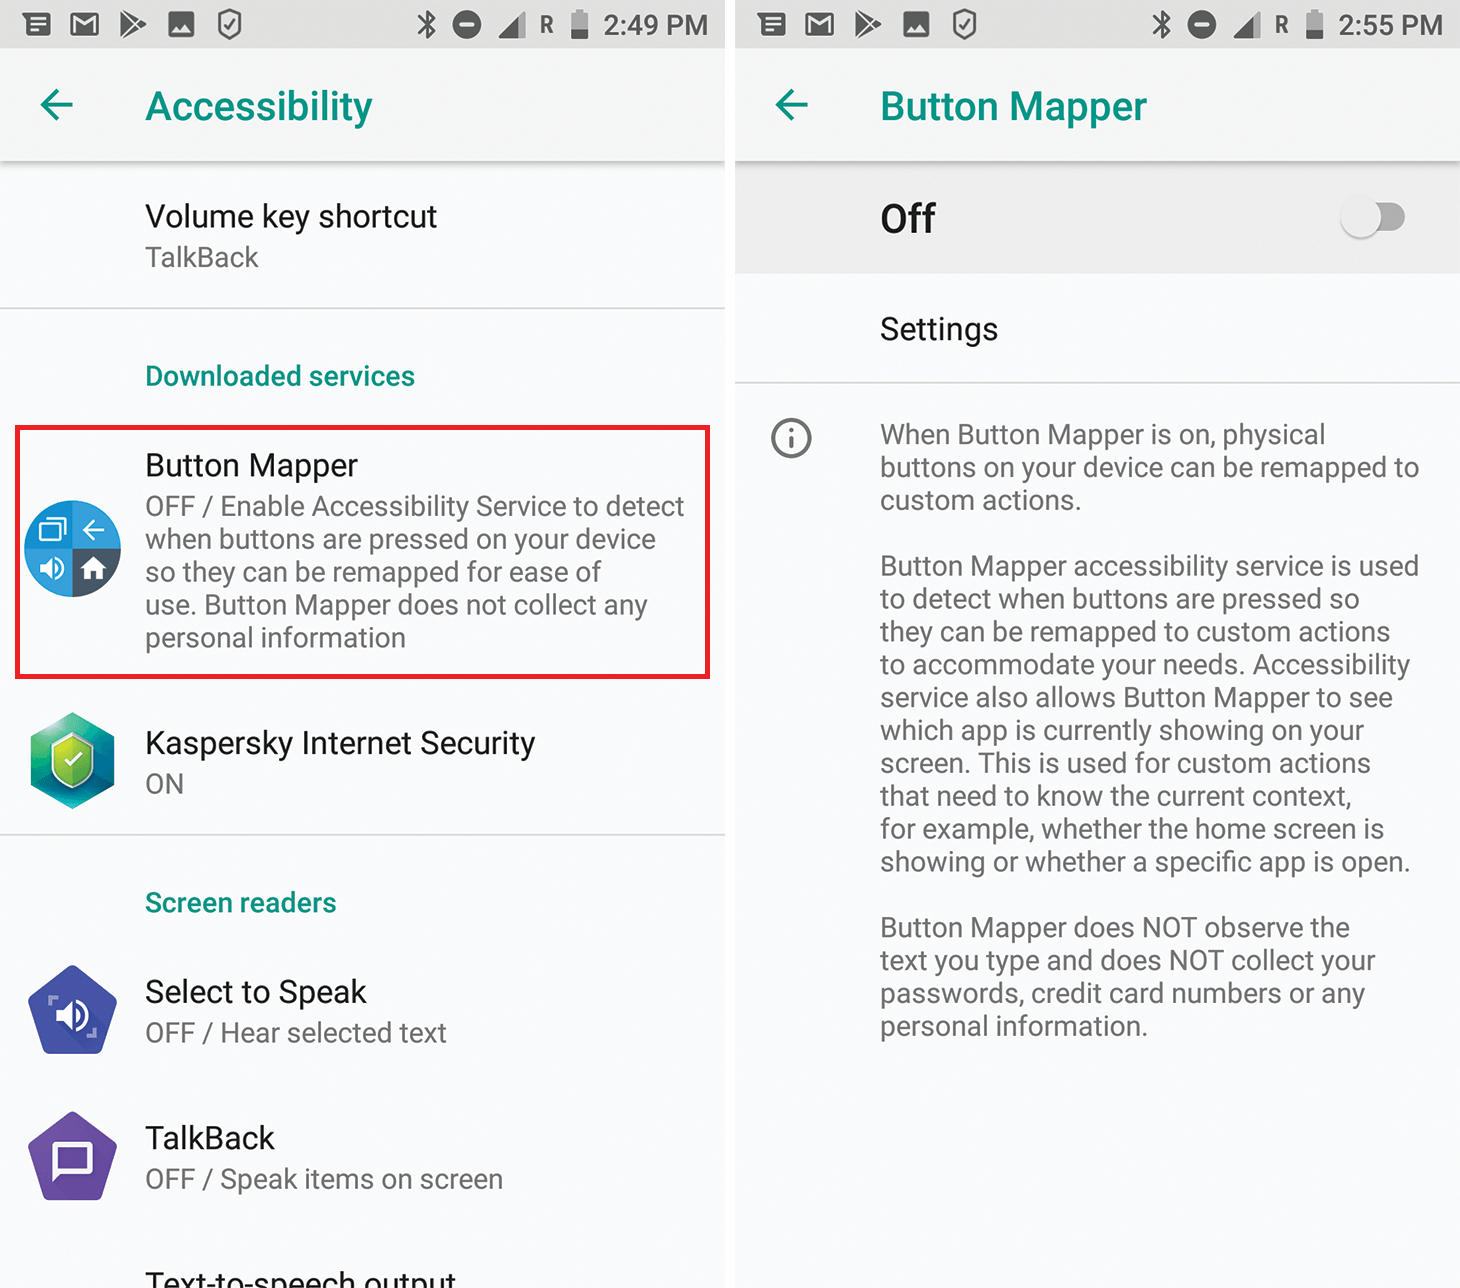 R 2:49 PM
Accessibility
Volume key shortcut
TalkBack
Downloaded services
Button Mapper
OFF / Enable Accessibility Service to detect
when buttons are pressed on your device
so they can be remapped for ease of
use. Button Mapper does not collect any
personal information
Kaspersky Internet Security
ON
Screen readers
Select to Speak
OFF / Hear selected text
TalkBack
OFF / Speak items on screen
Text-to-speech output
R 2:55 PM
Button Mapper
Off
Settings
When Button Mapper is on, physical
buttons on your device can be remapped to
custom actions.
Button Mapper accessibility service is used
to detect when buttons are pressed so
they can be remapped to custom actions
to accommodate your needs. Accessibility
service also allows Button Mapper to see
which app is currently showing on your
screen. This is used for custom actions
that need to know the current context,
for example, whether the home screen is
showing or whether a specific app is open.
Button Mapper does NOT observe the
text you type and does NOT collect your
passwords, credit card numbers or any
personal information.